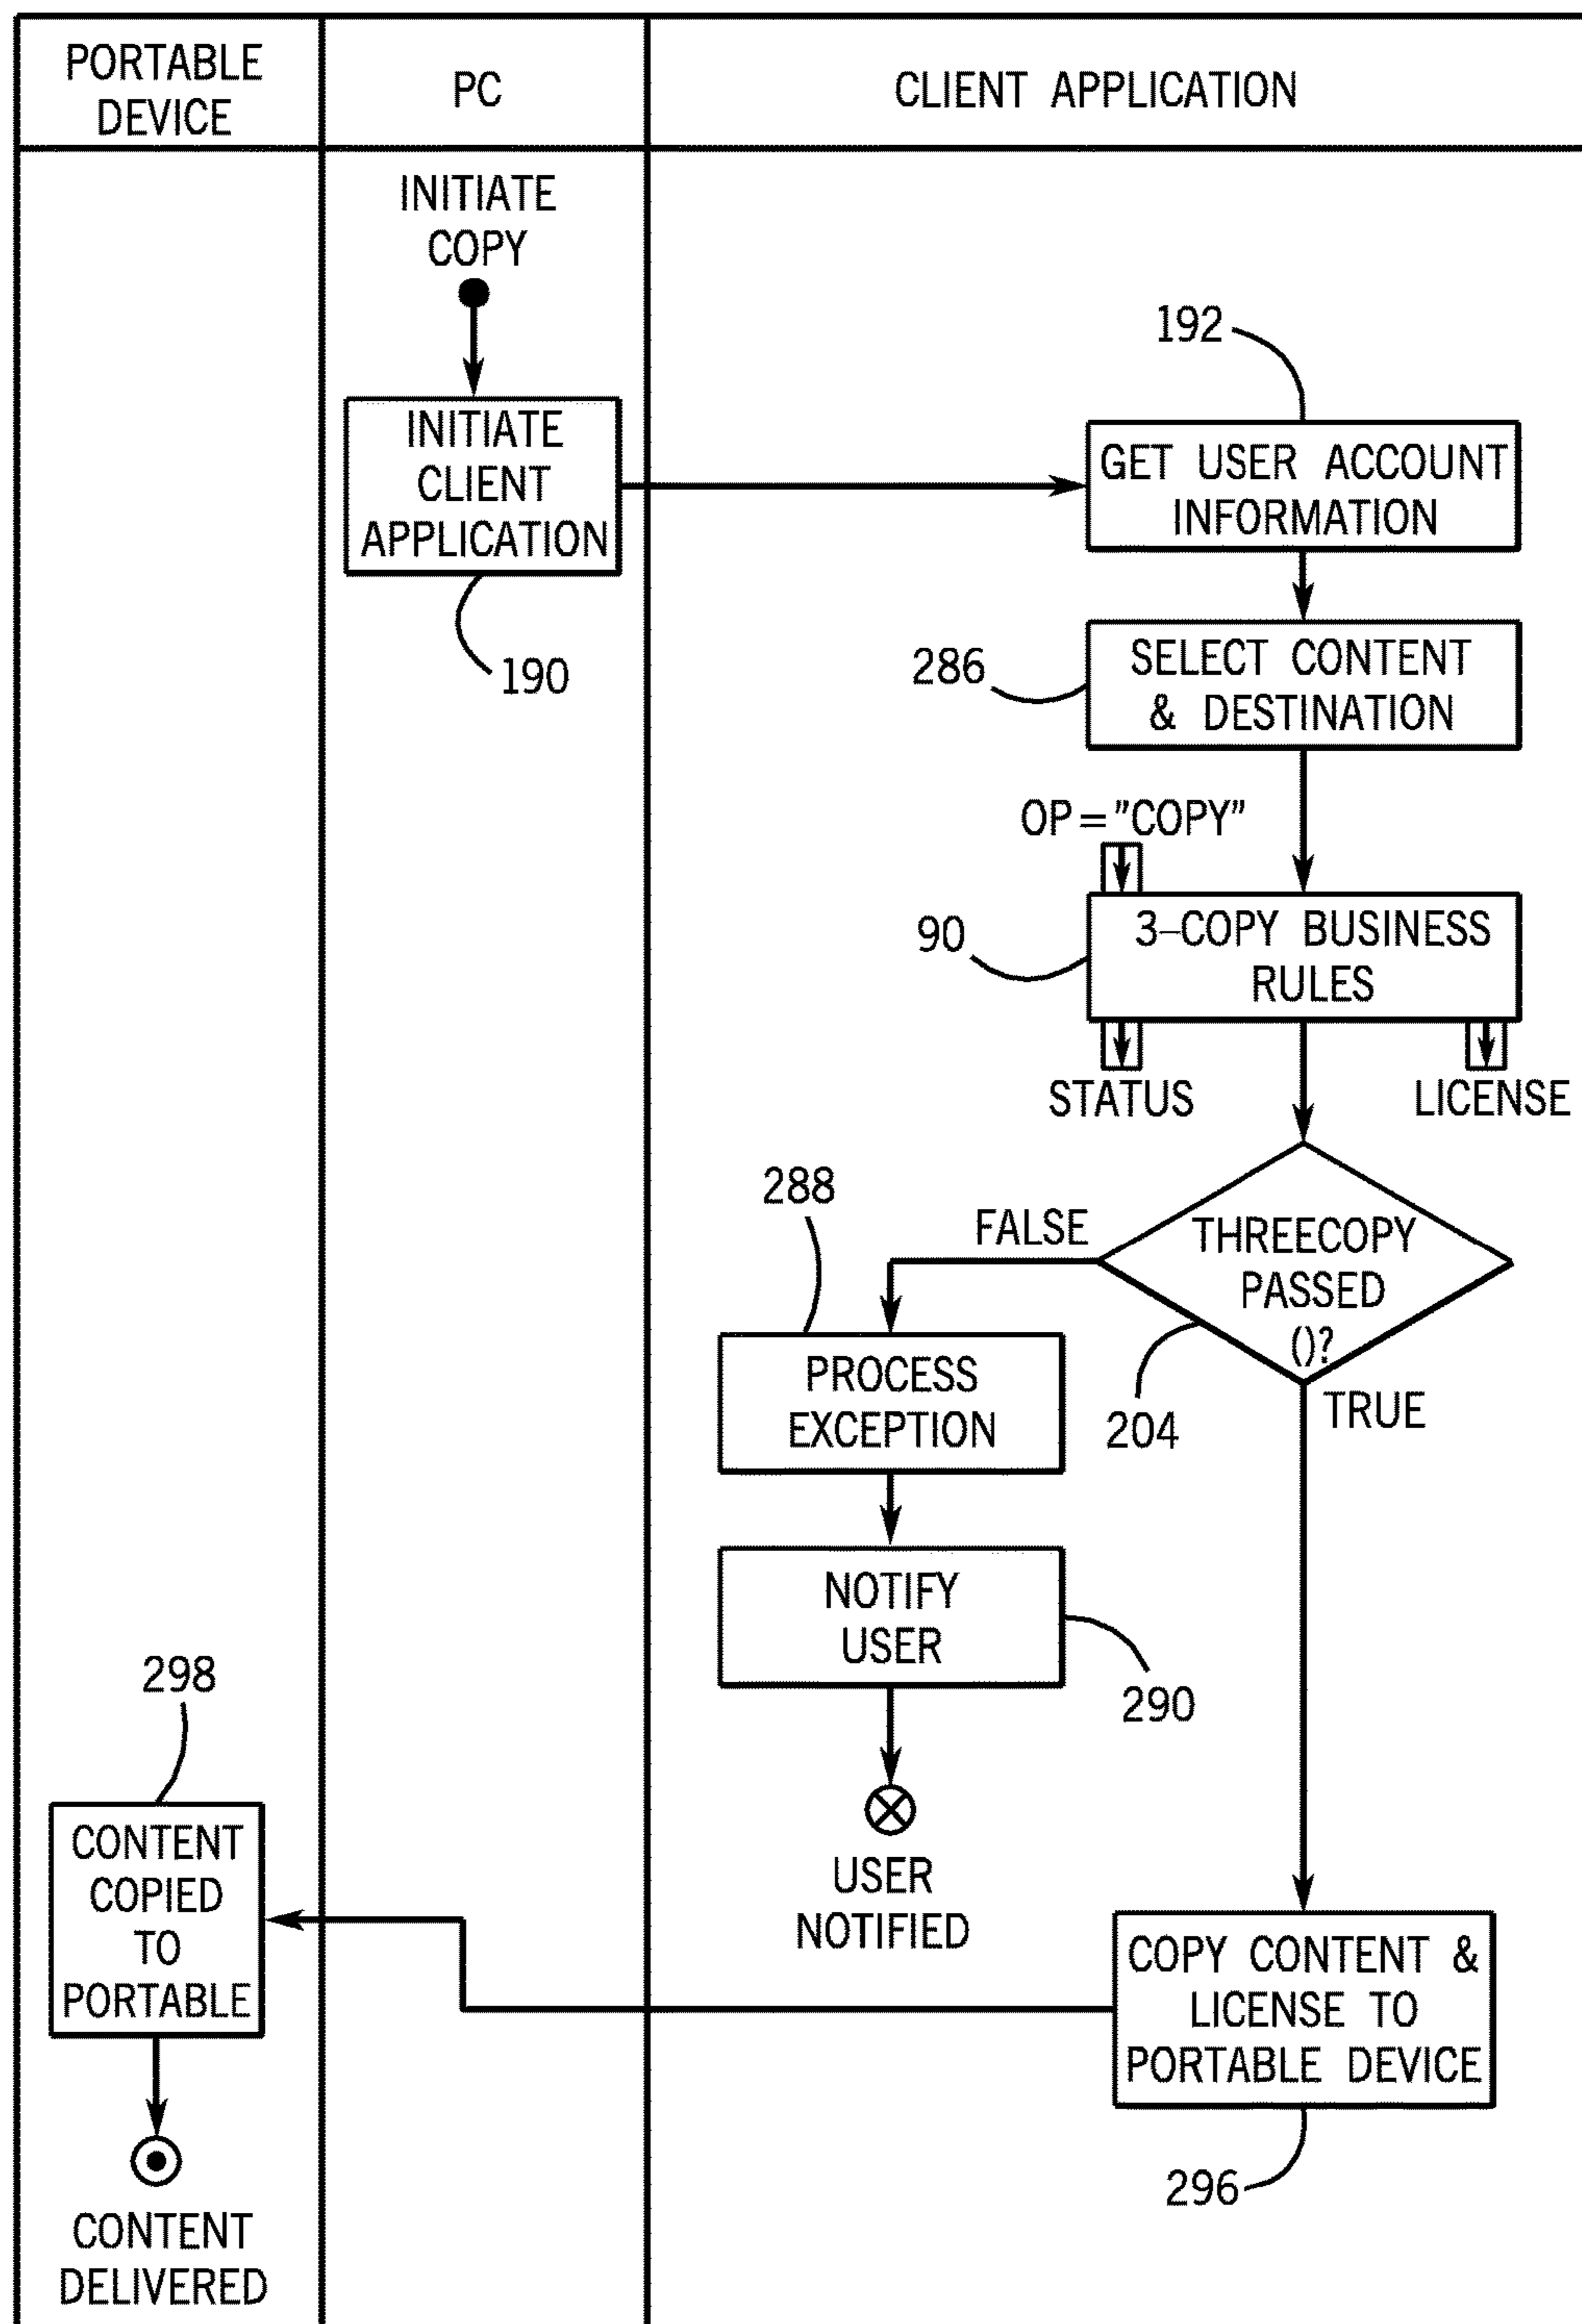 PORTABLE
DEVICE
PC
CLIENT APPLICATION
INITIATE
COPY
INITIATE
CLIENT
APPLICATION
190
192
GET USER ACCOUNT
INFORMATION
286
SELECT CONTENT
& DESTINATION
OP="COPY"
90
3-COPY BUSINESS
RULES
STATUS
LICENSE
THREECOPY
PASSED
()?
204
FALSE
TRUE
288
PROCESS
EXCEPTION
NOTIFY
USER
290
USER
NOTIFIED
COPY CONTENT &
LICENSE TO
PORTABLE DEVICE
296
298
CONTENT
COPIED
TO
PORTABLE
CONTENT
DELIVERED